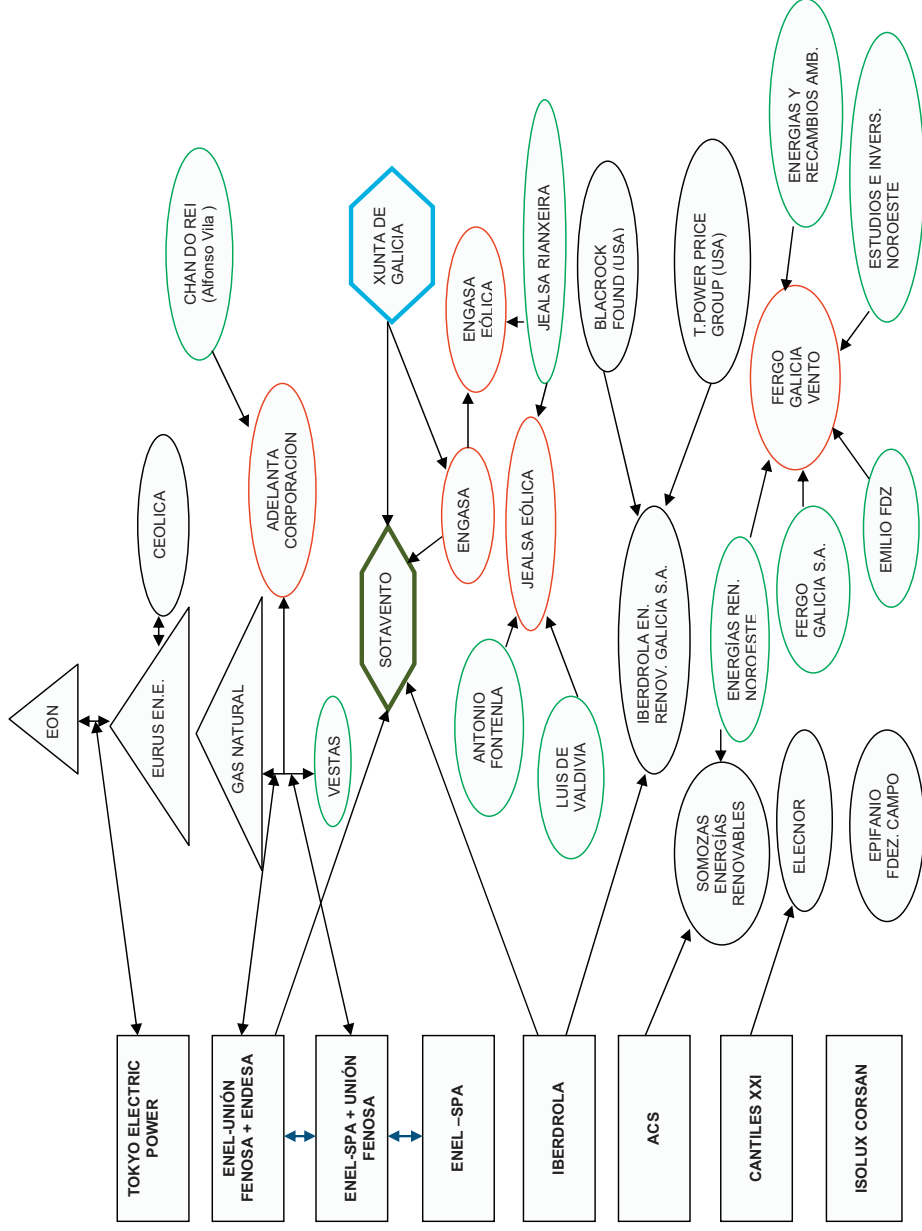 EON
EURUS EN.E.
CEOLICA
CHAN DO REI
(Alfonso Vila )
GAS NATURAL
ADELANTA
CORPORACION
VESTAS
XUNTA DE
GALICIA
SOTAVENTO
ENGASA
ENGASA
EÓLICA
JEALSA RIANXEIRA
JEALSA EÓLICA
ANTONIO
FONTENLA
LUIS DE
VALDIVIA
BLACROCK
FOUND (USA)
T.POWER PRICE
GROUP (USA)
IBERDROLA EN.
RENOV. GALICIA S.A.
ENERGÍAS REN.
NOROESTE
SOMOZAS
ENERGÍAS
RENOVABLES
FERGO
GALICIA
VENTO
ENERGIAS Y
RECAMBIOS AMB.
ESTUDIOS E INVERS.
NOROESTE
FERGO
GALICIA S.A.
EMILIO FDZ
ELECNOR
EPIFANIO
FDEZ. CAMPO
TOKYO ELECTRIC
POWER
ENEL-UNIÓN
FENOSA + ENDESA
ENEL-SPA + UNIÓN
FENOSA
ENEL –SPA
IBERDROLA
ACS
CANTILES XXI
ISOLUX CORSAN